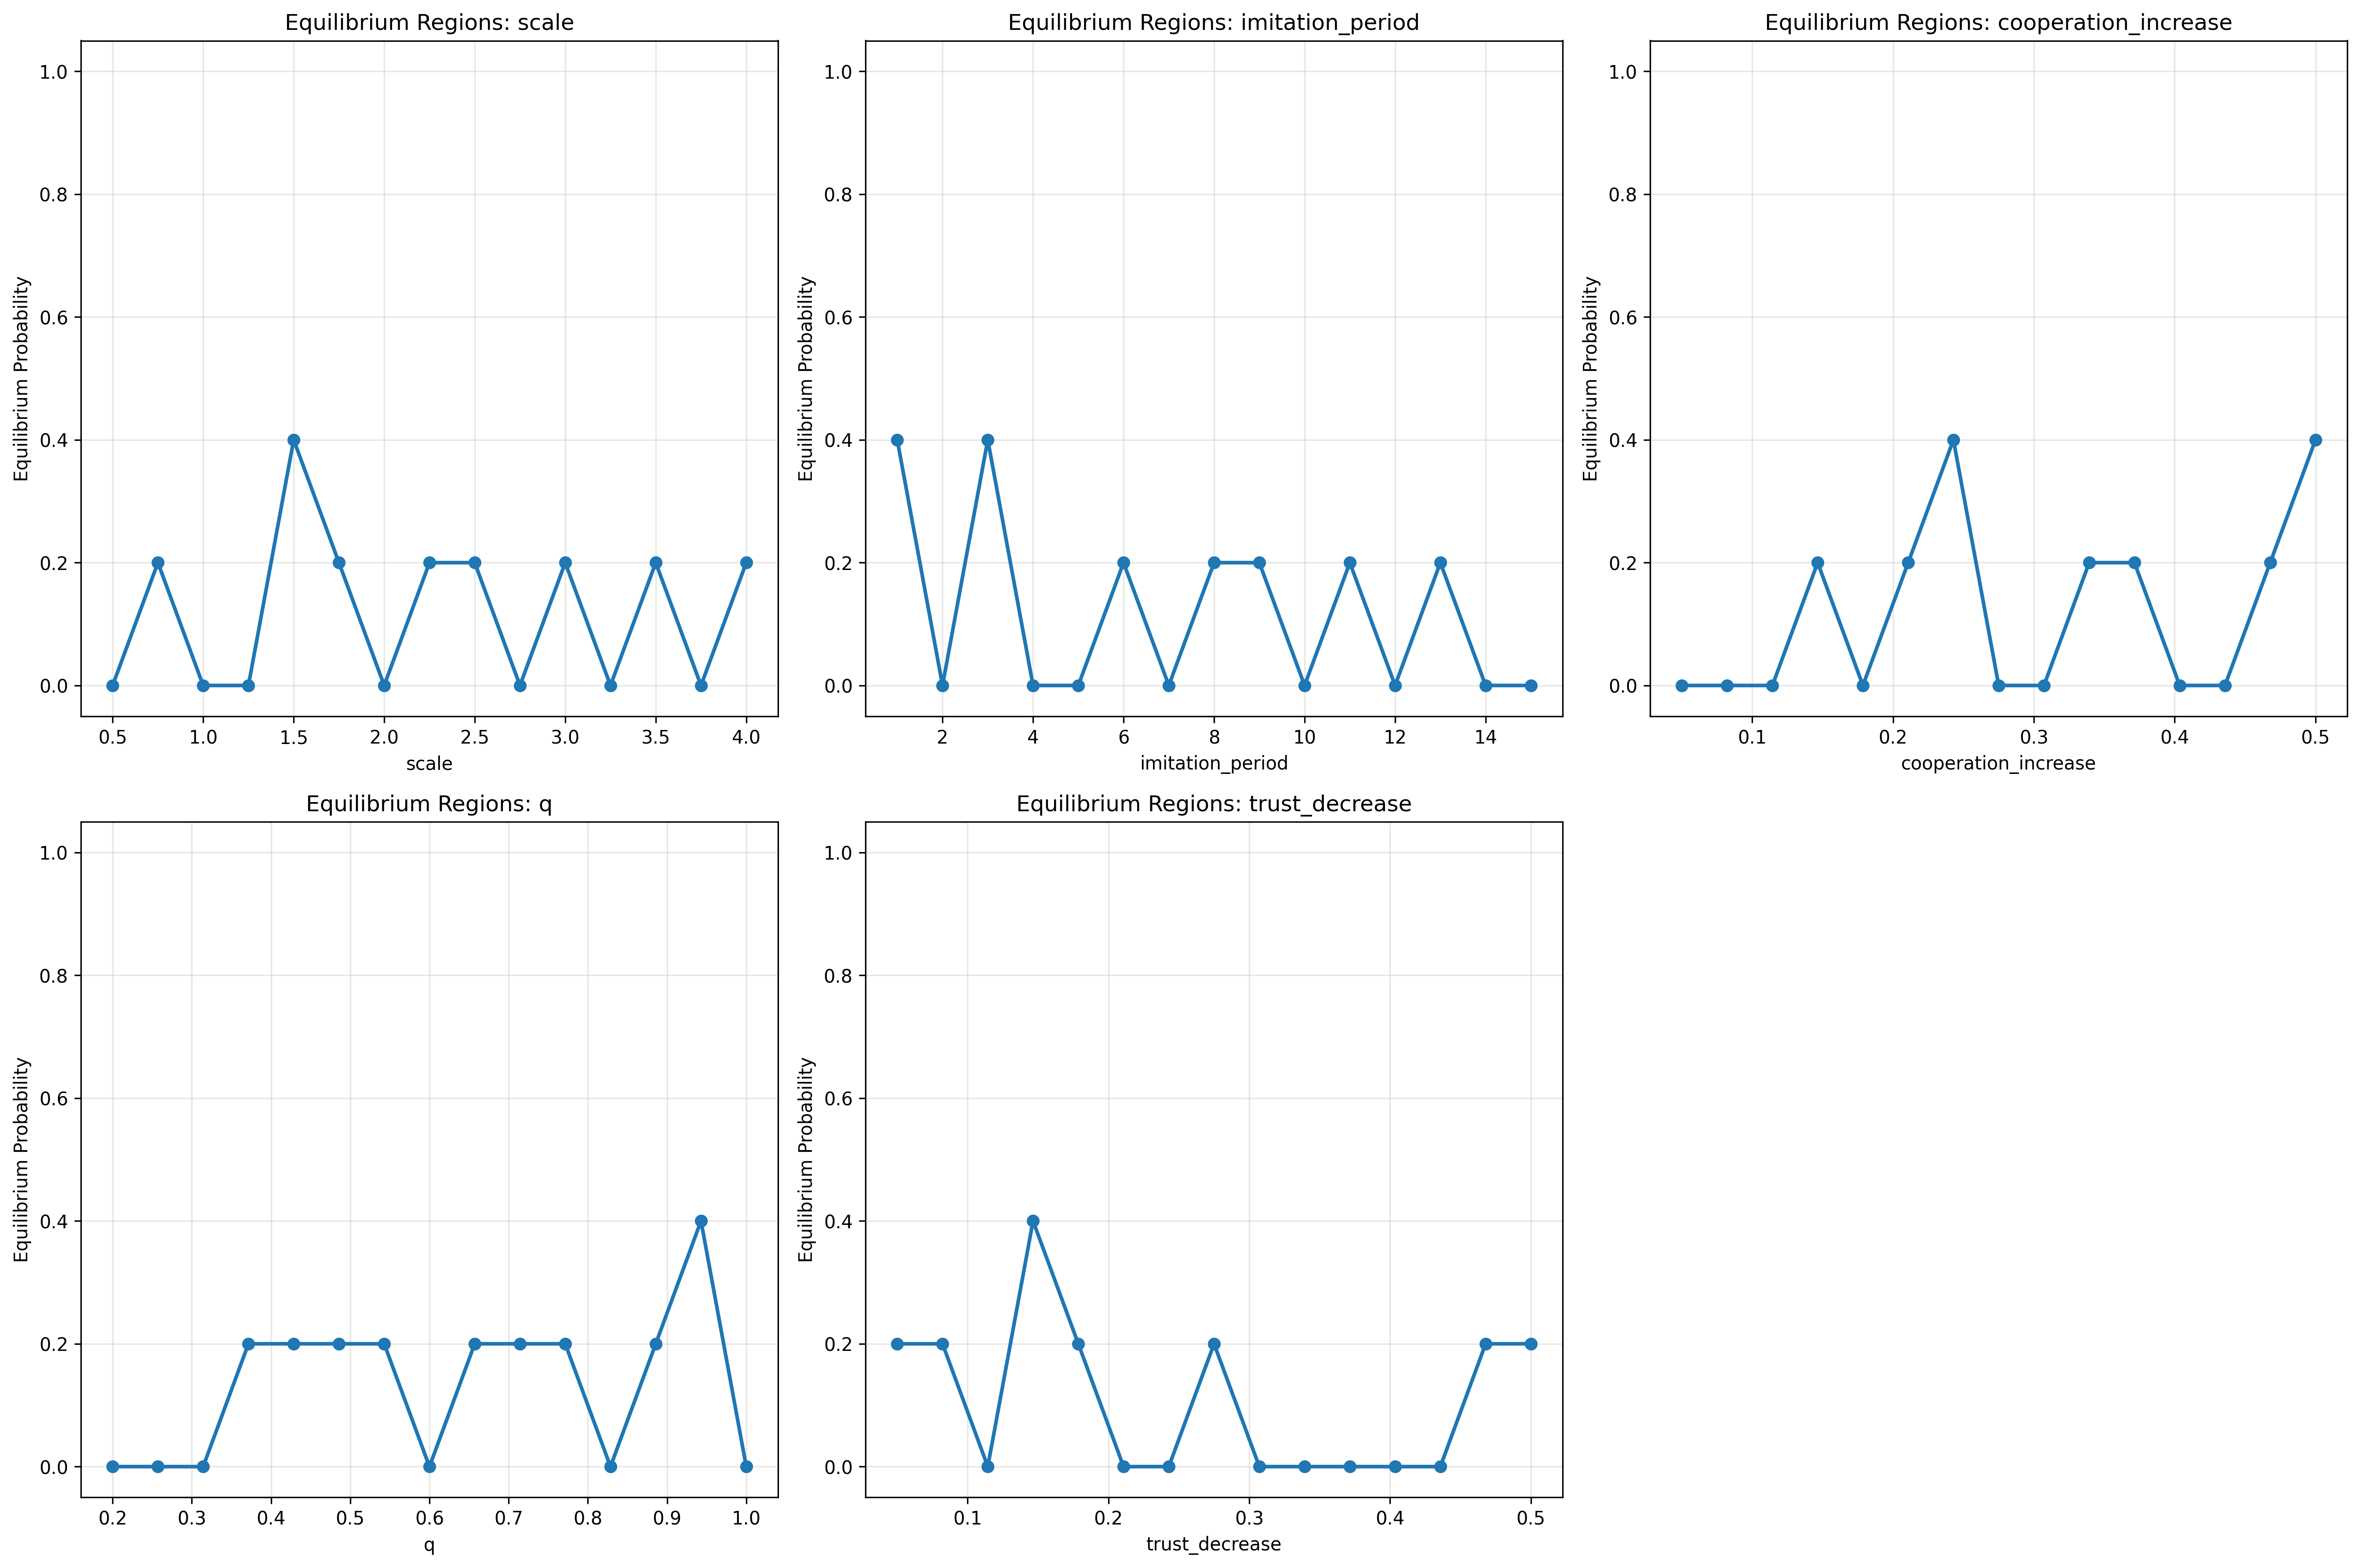 Equilibrium Regions: scale
Equilibrium Probability
1.0
0.8
0.6
0.4
0.2
0.0
0.5 1.0 1.5 2.0 2.5 3.0 3.5 4.0
scale
Equilibrium Regions: imitation_period
Equilibrium Probability
1.0
0.8
0.6
0.4
0.2
0.0
2 4 6 8 10 12 14
imitation_period
Equilibrium Regions: cooperation_increase
Equilibrium Probability
1.0
0.8
0.6
0.4
0.2
0.0
0.1 0.2 0.3 0.4 0.5
cooperation_increase
Equilibrium Regions: q
Equilibrium Probability
1.0
0.8
0.6
0.4
0.2
0.0
0.2 0.3 0.4 0.5 0.6 0.7 0.8 0.9 1.0
q
Equilibrium Regions: trust_decrease
Equilibrium Probability
1.0
0.8
0.6
0.4
0.2
0.0
0.1 0.2 0.3 0.4 0.5
trust_decrease